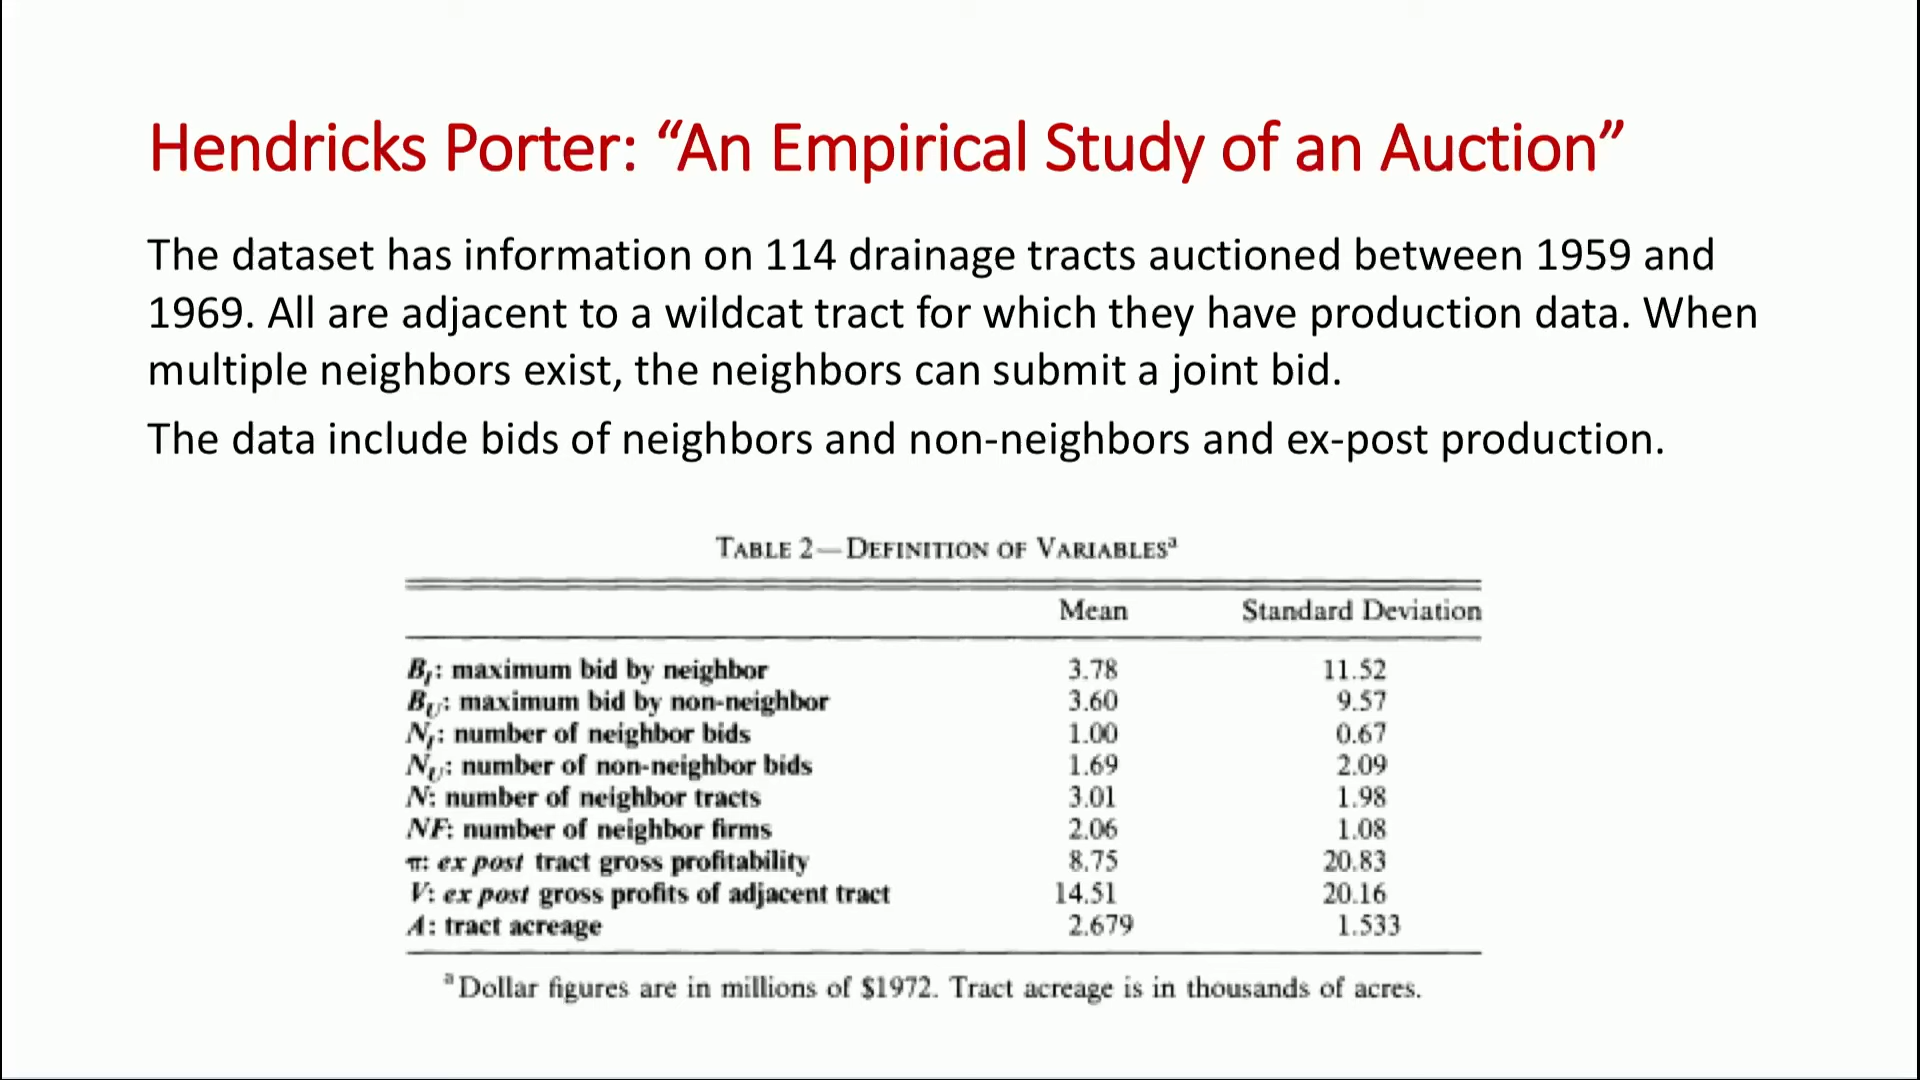 Hendricks Porter: “An Empirical Study of an Auction”
The dataset has information on 114 drainage tracts auctioned between 1959 and
1969. All are adjacent to a wildcat tract for which they have production data. When
multiple neighbors exist, the neighbors can submit a joint bid.
The data include bids of neighbors and non-neighbors and ex-post production.
TABLE 2—DEFINITION OF VARIABLESᵃ
Mean Standard Deviation
B_I: maximum bid by neighbor 3.78 11.52
B_U: maximum bid by non-neighbor 3.60 9.57
N_I: number of neighbor bids 1.00 0.67
N_U: number of non-neighbor bids 1.69 2.09
N: number of neighbor tracts 3.01 1.98
NF: number of neighbor firms 2.06 1.08
π: ex post tract gross profitability 8.75 20.83
V: ex post gross profits of adjacent tract 14.51 20.16
A: tract acreage 2.679 1.533
ᵃDollar figures are in millions of $1972. Tract acreage is in thousands of acres.